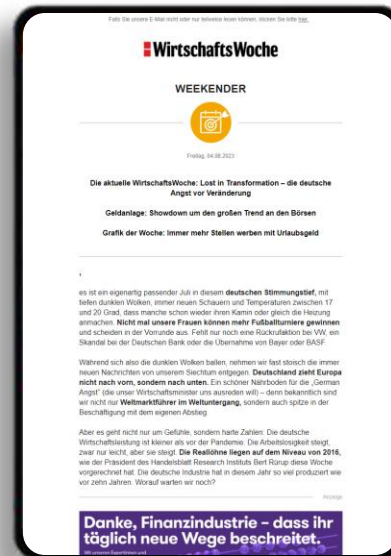 Falls Sie unsere E-Mail nicht oder nur teilweise lesen können, klicken Sie bitte hier.
WirtschaftsWoche
WEEKENDER
Freitag, 04.08.2023
Die aktuelle WirtschaftsWoche: Lost in Transformation – die deutsche
Angst vor Veränderung
Geldanlage: Showdown um den großen Trend an den Börsen
Grafik der Woche: Immer mehr Stellen werben mit Urlaubsgeld
,
es ist ein eigenartig passender Juli in diesem deutschen Stimmungstief, mit
tiefen dunklen Wolken, immer neuen Schauern und Temperaturen zwischen 17
und 20 Grad, dass manche schon wieder ihren Kamin oder gleich die Heizung
anmachen. Nicht mal unsere Frauen können mehr Fußballturniere gewinnen
und scheiden in der Vorrunde aus. Fehlt nur noch eine Rückrufaktion bei VW, ein
Skandal bei der Deutschen Bank oder die Übernahme von Bayer oder BASF.
Während sich also die dunklen Wolken ballen, nehmen wir fast stoisch die immer
neuen Nachrichten von unserem Siechtum entgegen. Deutschland zieht Europa
nicht nach vorn, sondern nach unten. Ein schöner Nährboden für die „German
Angst“ (die unser Wirtschaftsminister uns ausreden will) – denn bekanntlich sind
wir nicht nur Weltmarktführer im Weltuntergang, sondern auch spitze in der
Beschäftigung mit dem eigenen Abstieg.
Aber es geht nicht nur um Gefühle, sondern harte Zahlen: Die deutsche
Wirtschaftsleistung ist kleiner als vor der Pandemie. Die Arbeitslosigkeit steigt,
zwar nur leicht, aber sie steigt. Die Reallöhne liegen auf dem Niveau von 2016,
wie der Präsident des Handelsblatt Research Instituts Bert Rürup diese Woche
vorgerechnet hat. Die deutsche Industrie hat in diesem Jahr so viel produziert wie
vor zehn Jahren. Worauf warten wir noch?
Anzeige
Danke, Finanzindustrie – dass ihr
täglich neue Wege beschreitet.
Mit unseren Expertinnen und